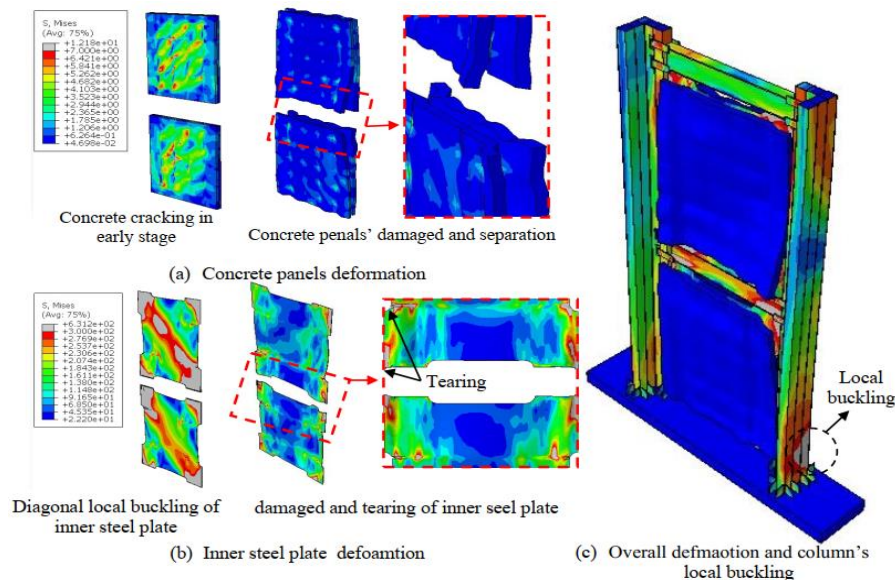 S, Mises
(Avg: 75%)
+1.218e+01
+7.000e+00
+6.421e+00
+5.841e+00
+5.262e+00
+4.682e+00
+4.103e+00
+3.523e+00
+2.944e+00
+2.365e+00
+1.785e+00
+1.206e+00
+6.264e-01
+4.698e-02
Concrete cracking in
early stage
Concrete penals’ damaged and separation
(a) Concrete panels deformation
S, Mises
(Avg: 75%)
+6.312e+02
+3.000e+02
+2.769e+02
+2.537e+02
+2.306e+02
+2.074e+02
+1.843e+02
+1.611e+02
+1.380e+02
+1.148e+02
+9.165e+01
+6.850e+01
+4.535e+01
+2.220e+01
Tearing
Diagonal local buckling of
inner steel plate
damaged and tearing of inner seel plate
(b) Inner steel plate defoamtion
Local
buckling
(c) Overall defmaotion and column’s
local buckling